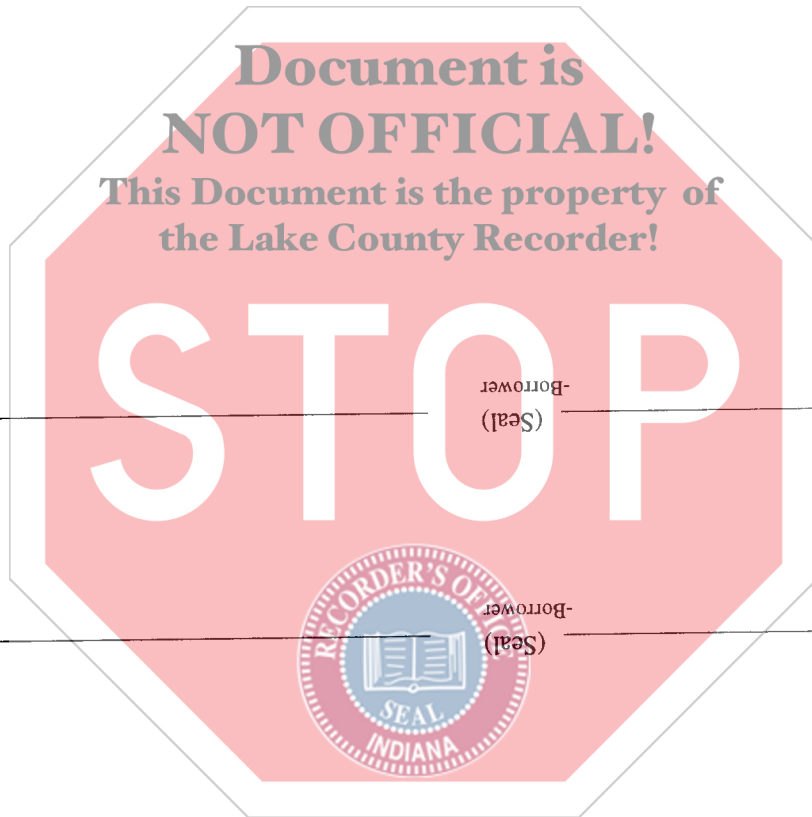 Document is
NOT OFFICIAL!
This Document is the property of
the Lake County Recorder!
STOP
(Seal)
-Borrower
(Seal)
-Borrower
RECORDER'S OFFICE
SEAL
INDIANA